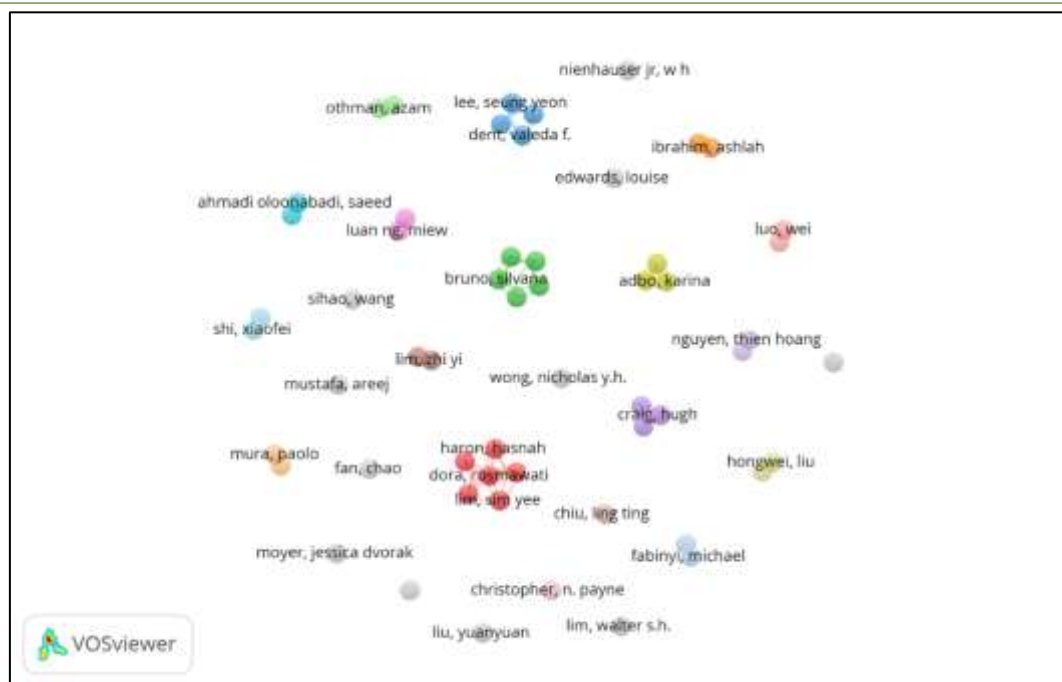 nienhauser jr, w h
othman, azam
lee, seung yeon
dent, valeda f.
ibrahim, ashlah
edwards, louise
ahmadi oloonabadi, saeed
luan ng, miew
luo, wei
bruno, silvana
adbo, karina
sihao, wang
shi, xiaofei
nguyen, thien hoang
lim, zhi yi
mustafa, areej
wong, nicholas y.h.
craig, hugh
haron, hasnah
mura, paolo
fan, chao
dora, rosmawati
hongwei, liu
lim, sim yee
chiu, ling ting
moyer, jessica dvorak
fabinyi, michael
christopher, n. payne
liu, yuanyuan
lim, walter s.h.
VOSviewer